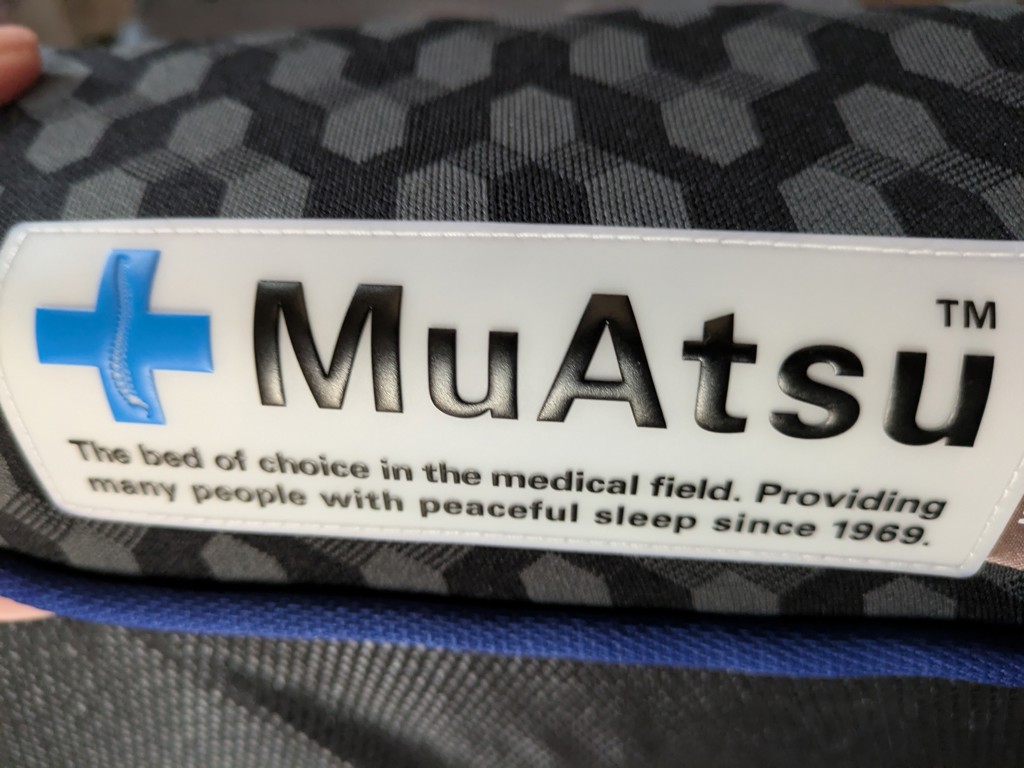 MuAtsu™
The bed of choice in the medical field. Providing
many people with peaceful sleep since 1969.